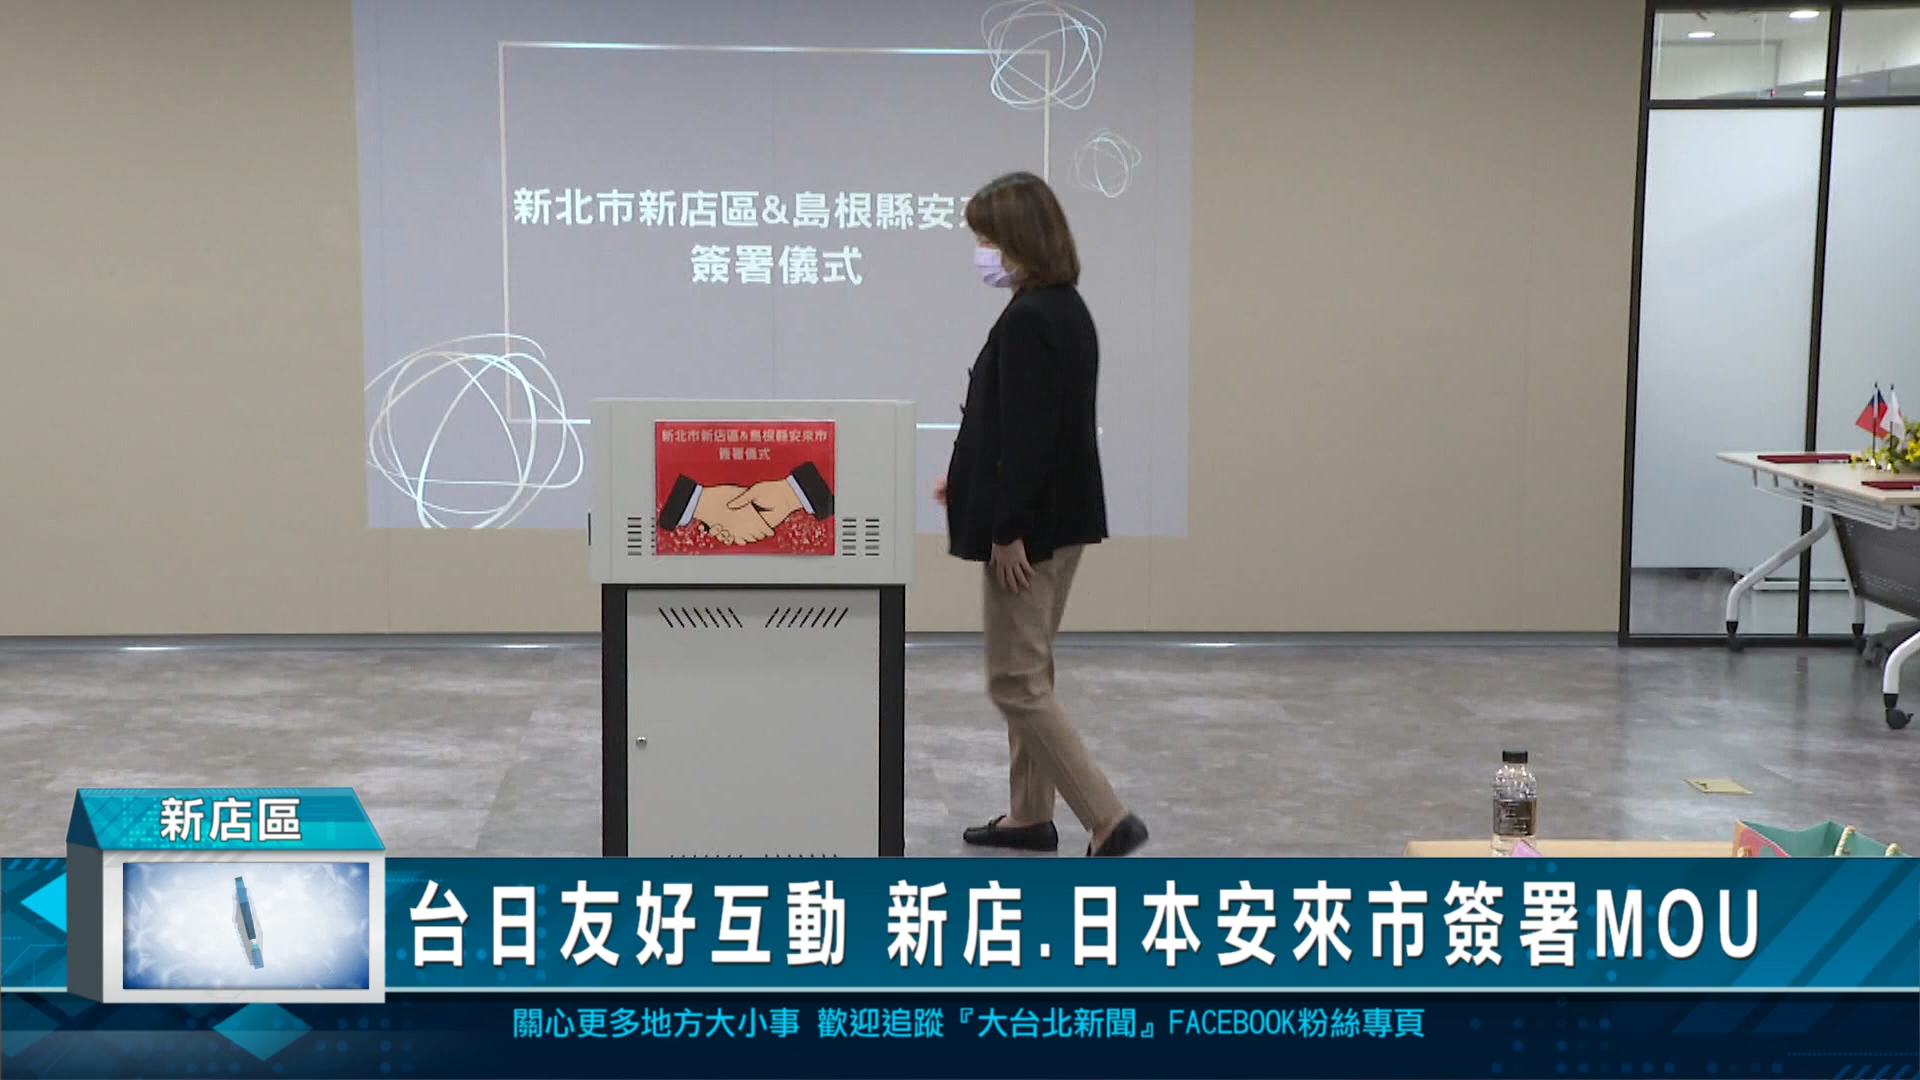 新北市新店區&島根縣安
簽署儀式
新北市新店區&島根縣安來市
簽署儀式
新店區
台日友好互動 新店.日本安來市簽署MOU
關心更多地方大小事 歡迎追蹤『大台北新聞』FACEBOOK粉絲專頁